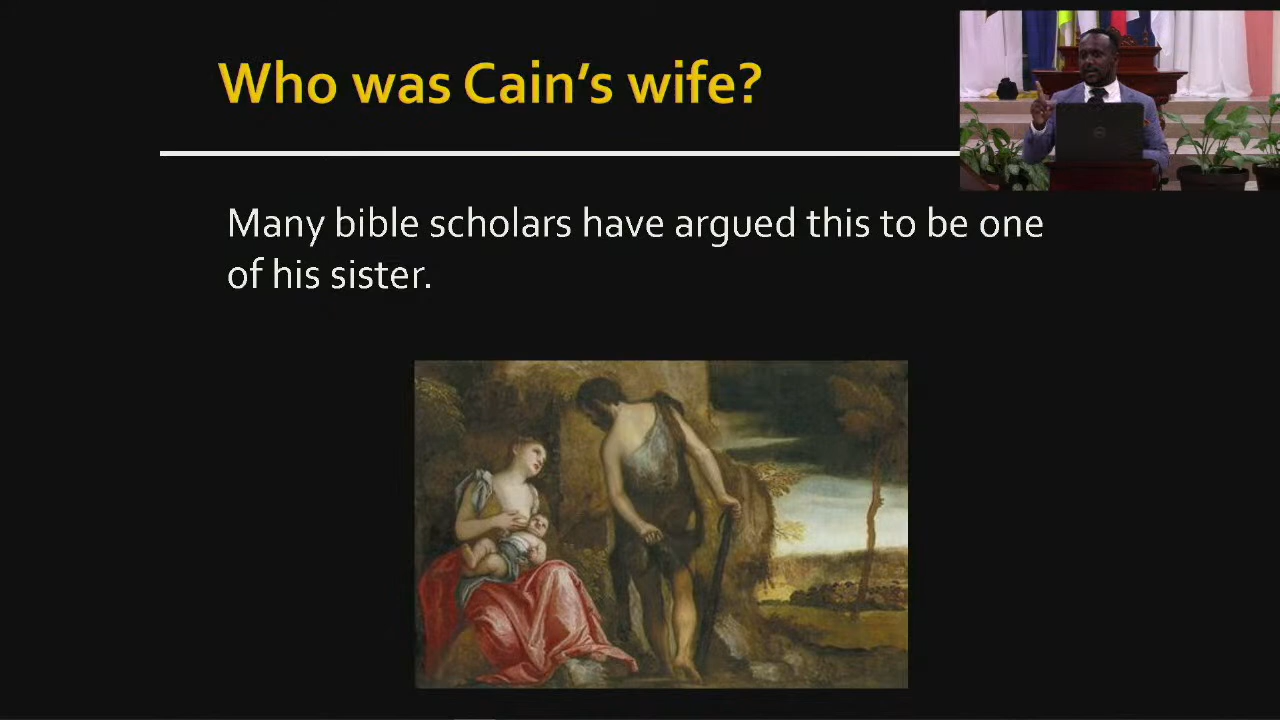 Who was Cain's wife?
Many bible scholars have argued this to be one
of his sister.